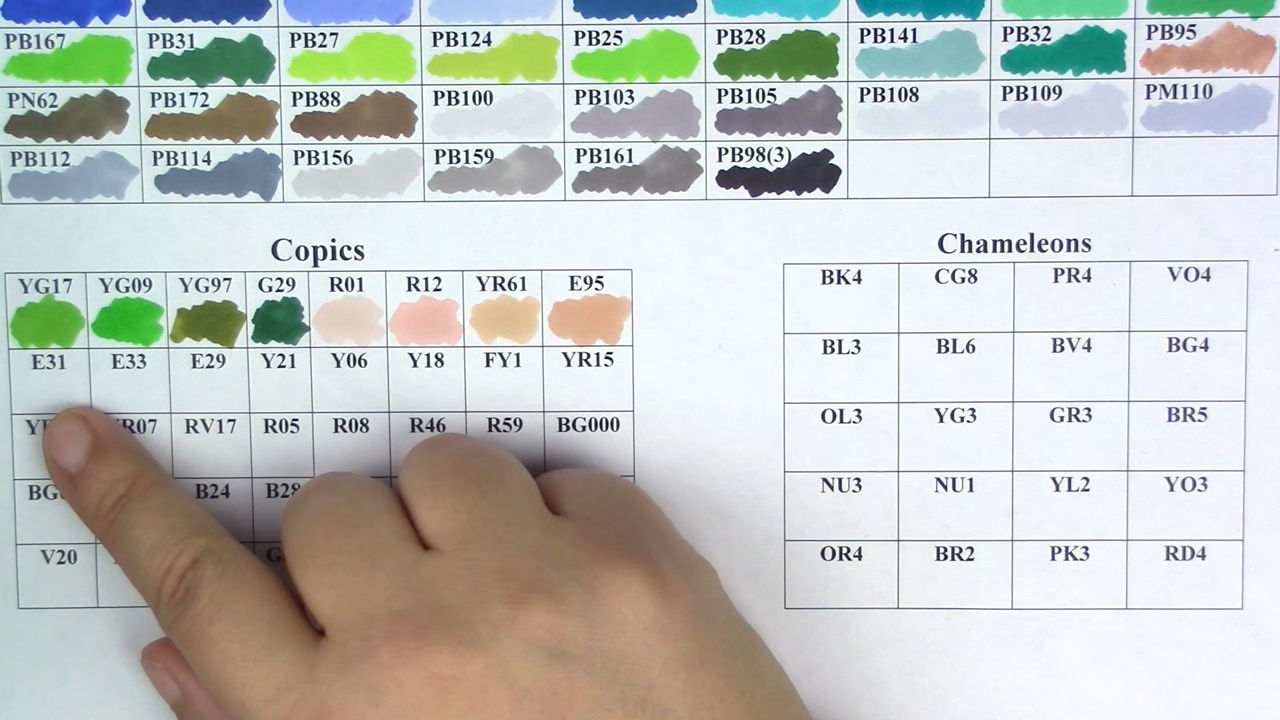 PB167 PB31 PB27 PB124 PB25 PB28 PB141 PB32 PB95
PN62 PB172 PB88 PB100 PB103 PB105 PB108 PB109 PM110
PB112 PB114 PB156 PB159 PB161 PB98(3)
Copics
YG17 YG09 YG97 G29 R01 R12 YR61 E95
E31 E33 E29 Y21 Y06 Y18 FY1 YR15
RV17 R05 R08 R46 R59 BG000
B24 B28
V20
Chameleons
BK4 CG8 PR4 VO4
BL3 BL6 BV4 BG4
OL3 YG3 GR3 BR5
NU3 NU1 YL2 YO3
OR4 BR2 PK3 RD4